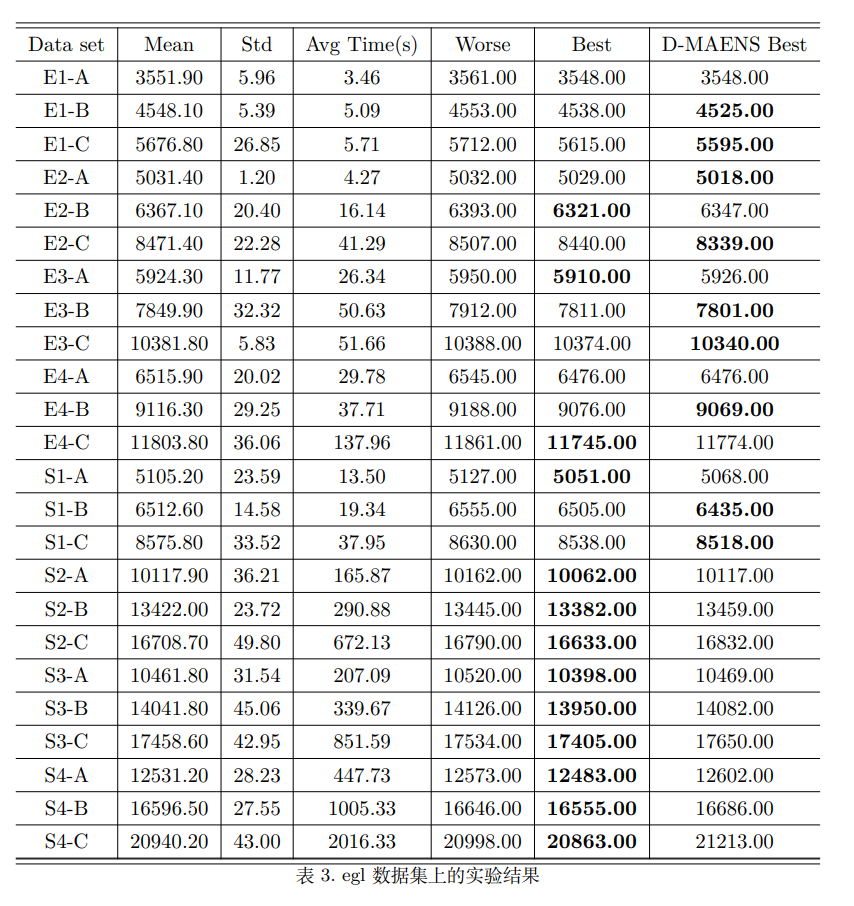 Data set Mean Std Avg Time(s) Worse Best D-MAENS Best
E1-A 3551.90 5.96 3.46 3561.00 3548.00 3548.00
E1-B 4548.10 5.39 5.09 4553.00 4538.00 4525.00
E1-C 5676.80 26.85 5.71 5712.00 5615.00 5595.00
E2-A 5031.40 1.20 4.27 5032.00 5029.00 5018.00
E2-B 6367.10 20.40 16.14 6393.00 6321.00 6347.00
E2-C 8471.40 22.28 41.29 8507.00 8440.00 8339.00
E3-A 5924.30 11.77 26.34 5950.00 5910.00 5926.00
E3-B 7849.90 32.32 50.63 7912.00 7811.00 7801.00
E3-C 10381.80 5.83 51.66 10388.00 10374.00 10340.00
E4-A 6515.90 20.02 29.78 6545.00 6476.00 6476.00
E4-B 9116.30 29.25 37.71 9188.00 9076.00 9069.00
E4-C 11803.80 36.06 137.96 11861.00 11745.00 11774.00
S1-A 5105.20 23.59 13.50 5127.00 5051.00 5068.00
S1-B 6512.60 14.58 19.34 6555.00 6505.00 6435.00
S1-C 8575.80 33.52 37.95 8630.00 8538.00 8518.00
S2-A 10117.90 36.21 165.87 10162.00 10062.00 10117.00
S2-B 13422.00 23.72 290.88 13445.00 13382.00 13459.00
S2-C 16708.70 49.80 672.13 16790.00 16633.00 16832.00
S3-A 10461.80 31.54 207.09 10520.00 10398.00 10469.00
S3-B 14041.80 45.06 339.67 14126.00 13950.00 14082.00
S3-C 17458.60 42.95 851.59 17534.00 17405.00 17650.00
S4-A 12531.20 28.23 447.73 12573.00 12483.00 12602.00
S4-B 16596.50 27.55 1005.33 16646.00 16555.00 16686.00
S4-C 20940.20 43.00 2016.33 20998.00 20863.00 21213.00
表 3. egl 数据集上的实验结果